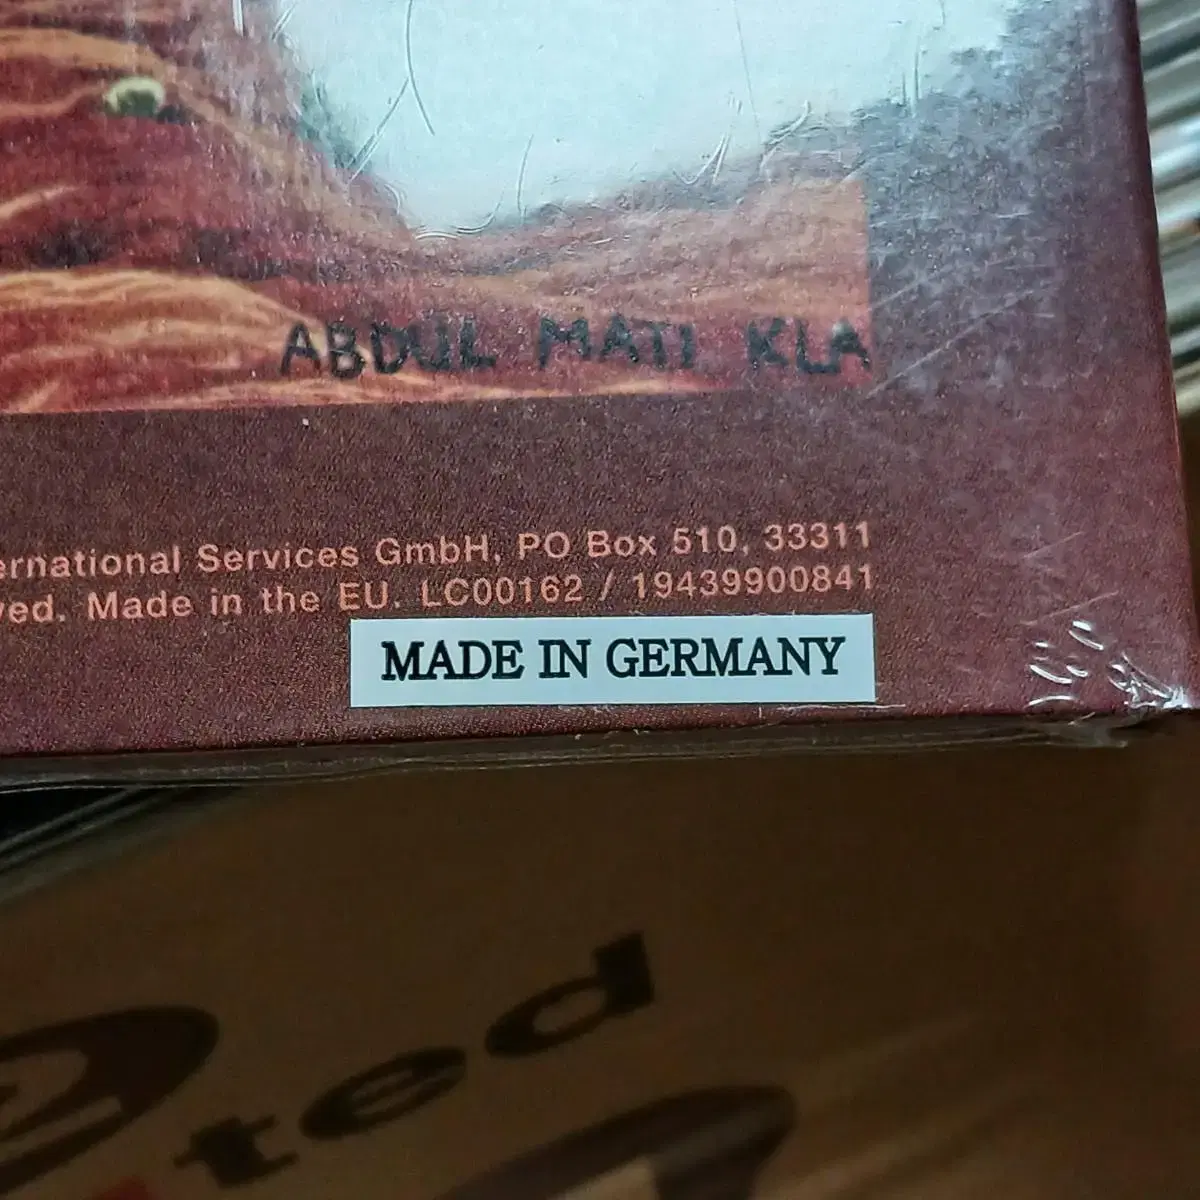 ABDUL MATI KLA
ernational Services GmbH, PO Box 510, 33311
ved. Made in the EU. LC00162 / 19439900841
MADE IN GERMANY
ted